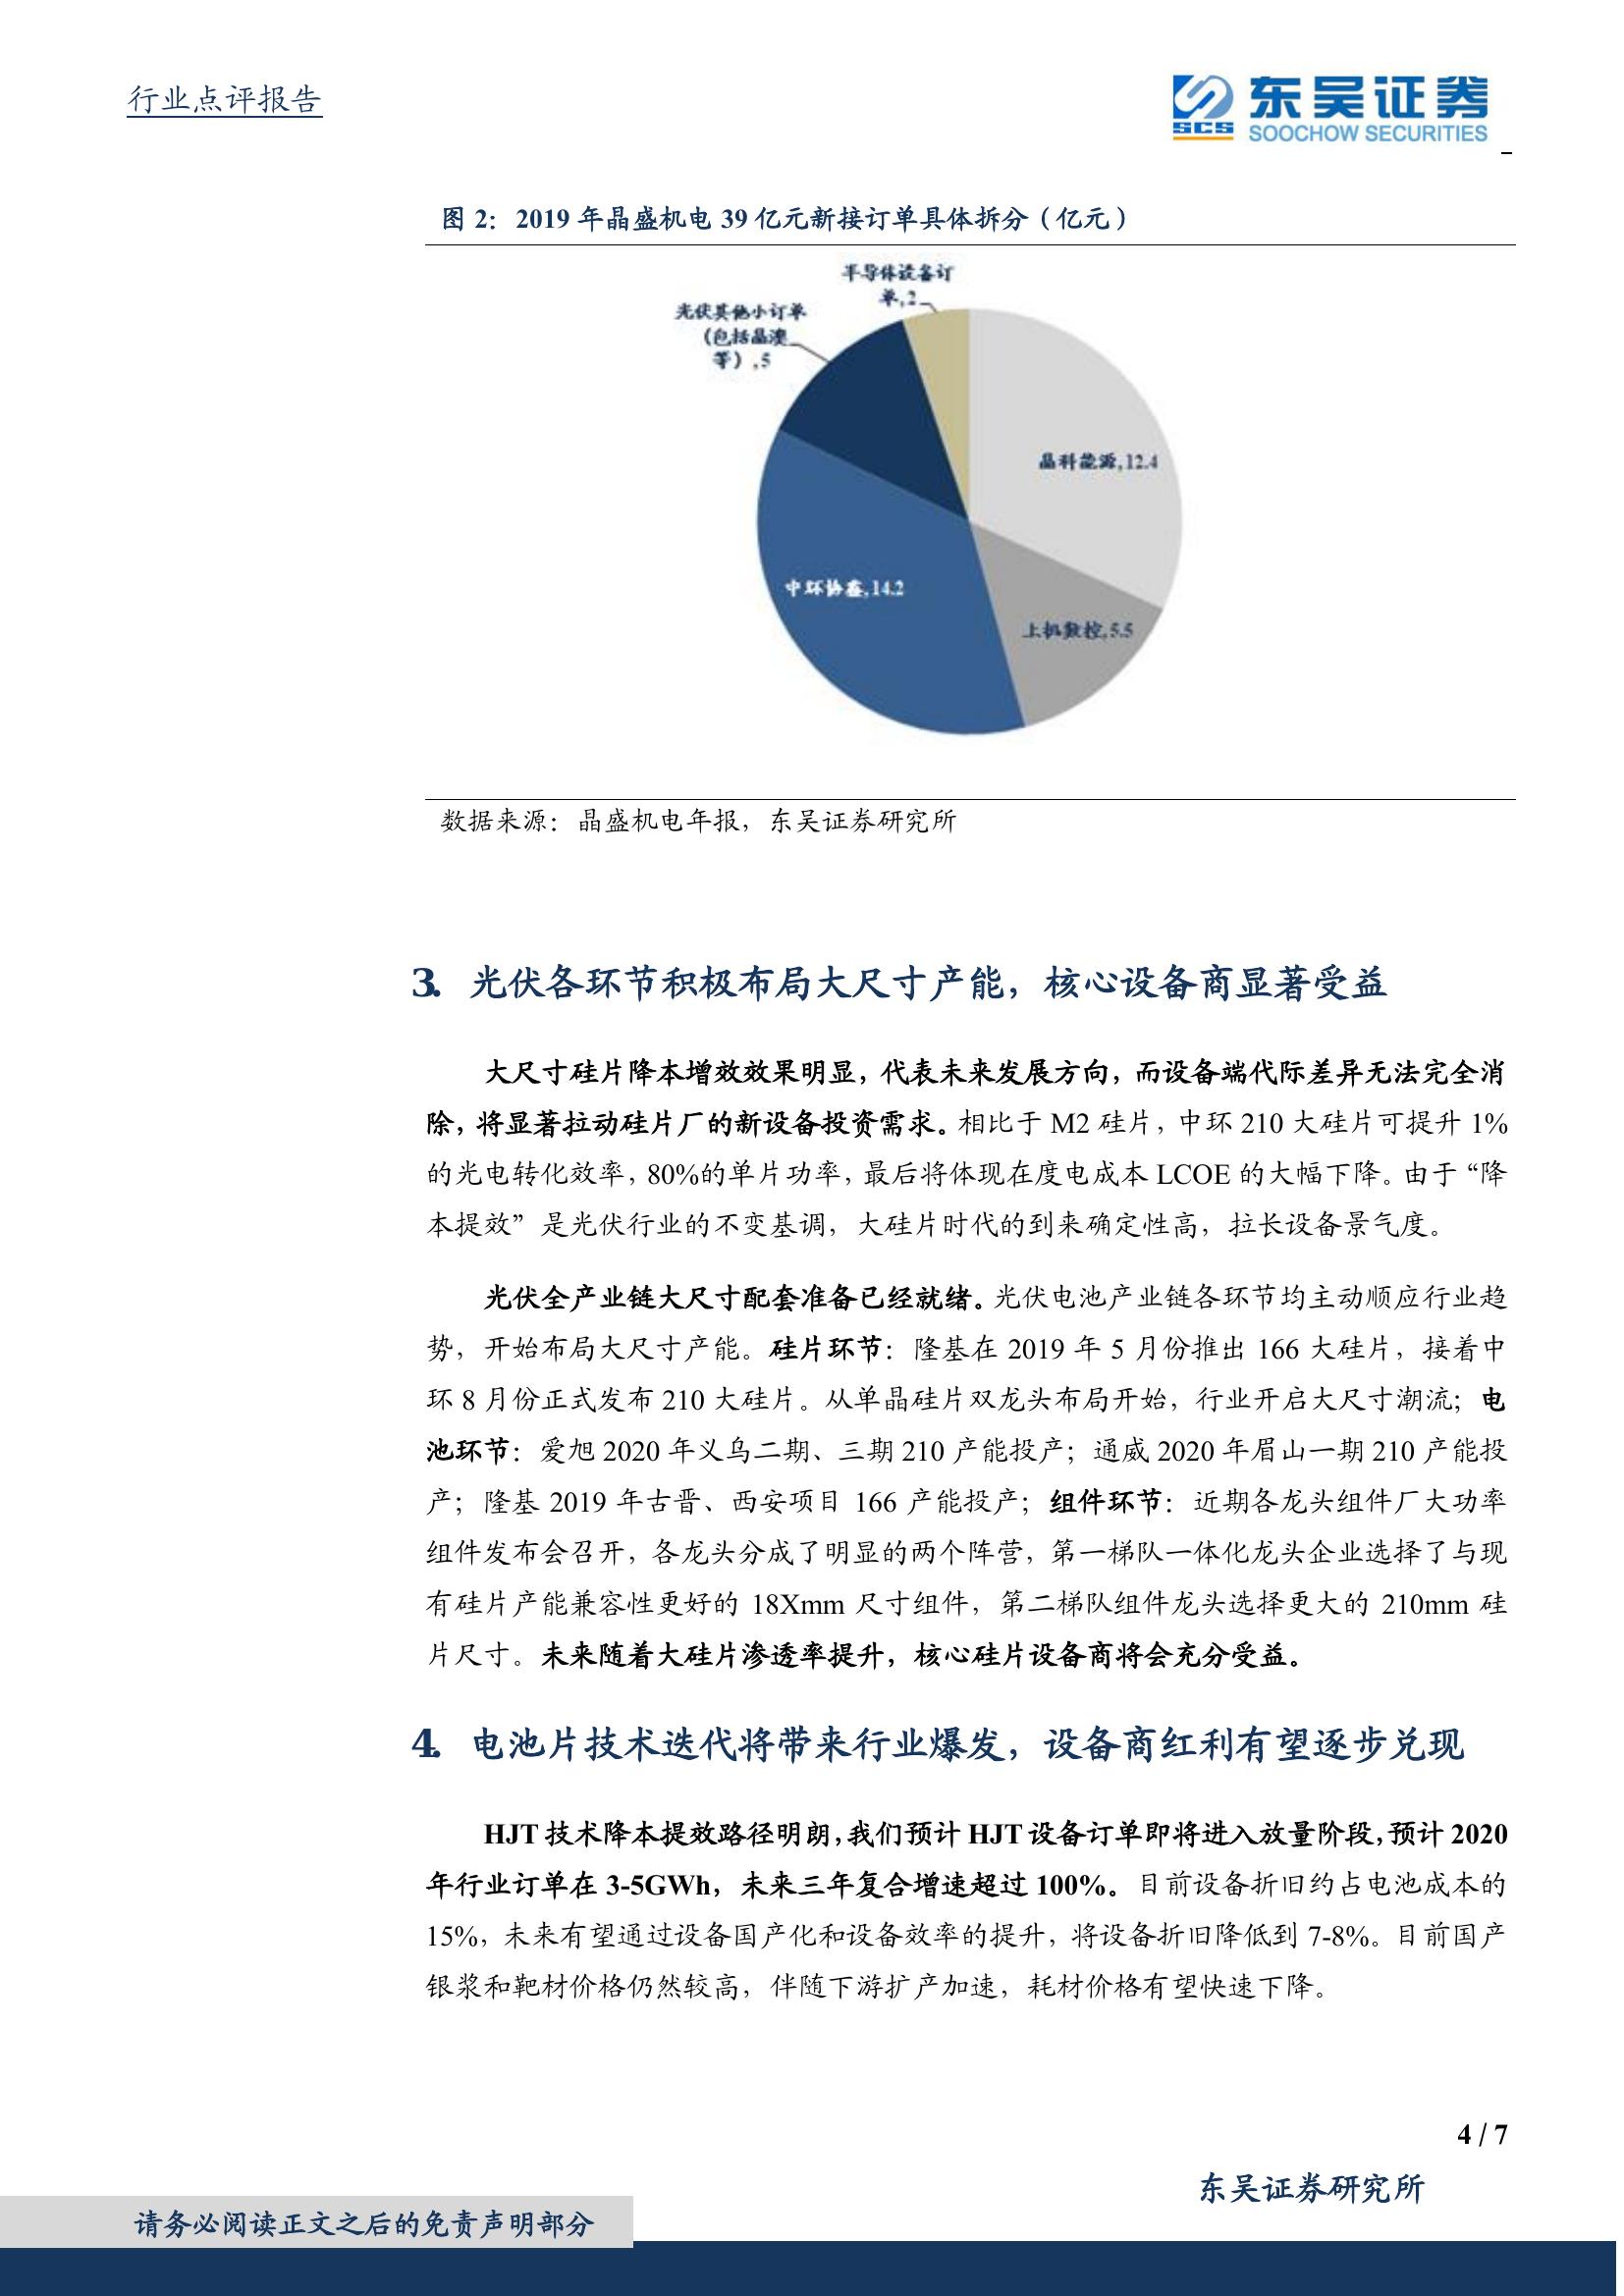 行业点评报告
SCS
东吴证券
SOOCHOW SECURITIES
图 2：2019 年晶盛机电 39 亿元新接订单具体拆分（亿元）
半导体设备订
单,2
光伏其他小订单
（包括晶澳
等）,5
晶科能源,12.4
中环协鑫,14.2
上机数控,5.5
数据来源：晶盛机电年报，东吴证券研究所
3. 光伏各环节积极布局大尺寸产能，核心设备商显著受益
大尺寸硅片降本增效效果明显，代表未来发展方向，而设备端代际差异无法完全消
除，将显著拉动硅片厂的新设备投资需求。相比于 M2 硅片，中环 210 大硅片可提升 1%
的光电转化效率，80%的单片功率，最后将体现在度电成本 LCOE 的大幅下降。由于“降
本提效”是光伏行业的不变基调，大硅片时代的到来确定性高，拉长设备景气度。
光伏全产业链大尺寸配套准备已经就绪。光伏电池产业链各环节均主动顺应行业趋
势，开始布局大尺寸产能。硅片环节：隆基在 2019 年 5 月份推出 166 大硅片，接着中
环 8 月份正式发布 210 大硅片。从单晶硅片双龙头布局开始，行业开启大尺寸潮流；电
池环节：爱旭 2020 年义乌二期、三期 210 产能投产；通威 2020 年眉山一期 210 产能投
产；隆基 2019 年古晋、西安项目 166 产能投产；组件环节：近期各龙头组件厂大功率
组件发布会召开，各龙头分成了明显的两个阵营，第一梯队一体化龙头企业选择了与现
有硅片产能兼容性更好的 18Xmm 尺寸组件，第二梯队组件龙头选择更大的 210mm 硅
片尺寸。未来随着大硅片渗透率提升，核心硅片设备商将会充分受益。
4. 电池片技术迭代将带来行业爆发，设备商红利有望逐步兑现
HJT 技术降本提效路径明朗，我们预计 HJT 设备订单即将进入放量阶段，预计 2020
年行业订单在 3-5GWh，未来三年复合增速超过 100%。目前设备折旧约占电池成本的
15%，未来有望通过设备国产化和设备效率的提升，将设备折旧降低到 7-8%。目前国产
银浆和靶材价格仍然较高，伴随下游扩产加速，耗材价格有望快速下降。
4 / 7
东吴证券研究所
请务必阅读正文之后的免责声明部分